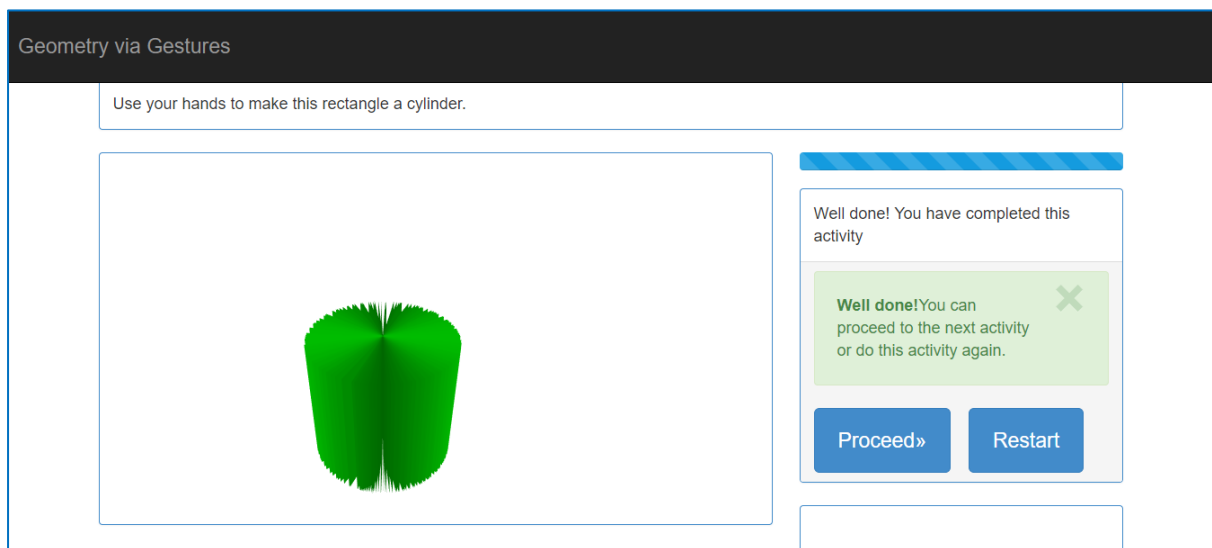 Geometry via Gestures
Use your hands to make this rectangle a cylinder.
Well done! You have completed this
activity
Well done!You can
proceed to the next activity
or do this activity again.
Proceed»
Restart